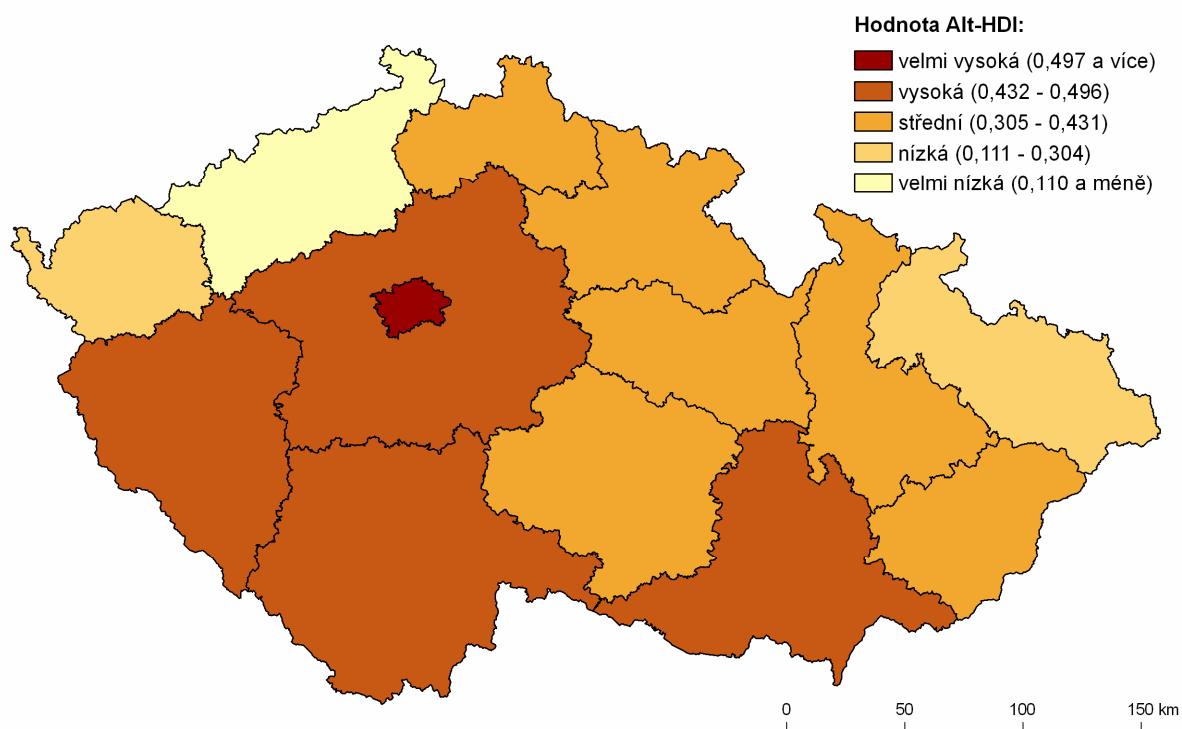 Hodnota Alt-HDI:
velmi vysoká (0,497 a více)
vysoká (0,432 - 0,496)
střední (0,305 - 0,431)
nízká (0,111 - 0,304)
velmi nízká (0,110 a méně)
0 50 100 150 km